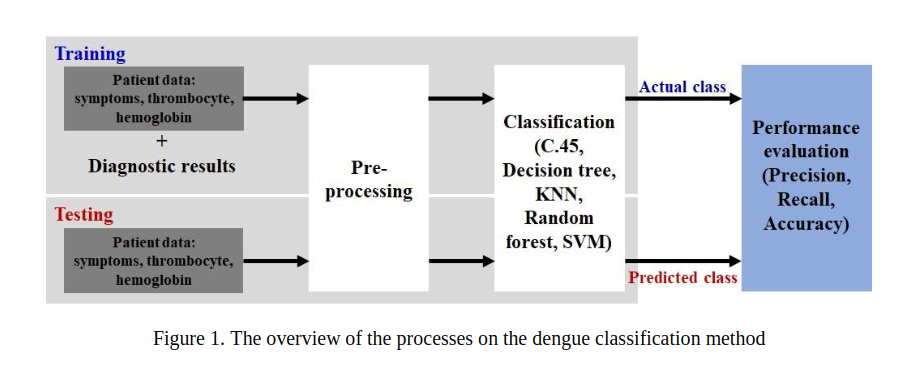 Training
Patient data:
symptoms, thrombocyte,
hemoglobin
+
Diagnostic results
Testing
Patient data:
symptoms, thrombocyte,
hemoglobin
Pre-
processing
Classification
(C.45,
Decision tree,
KNN,
Random
forest, SVM)
Actual class
Predicted class
Performance
evaluation
(Precision,
Recall,
Accuracy)
Figure 1. The overview of the processes on the dengue classification method